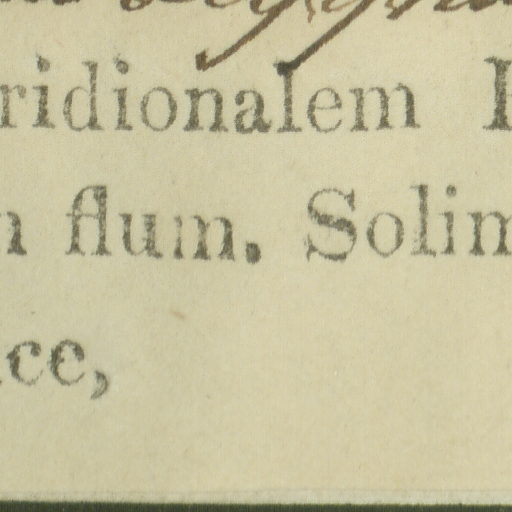 ridionalem
flum. Solim
ce,